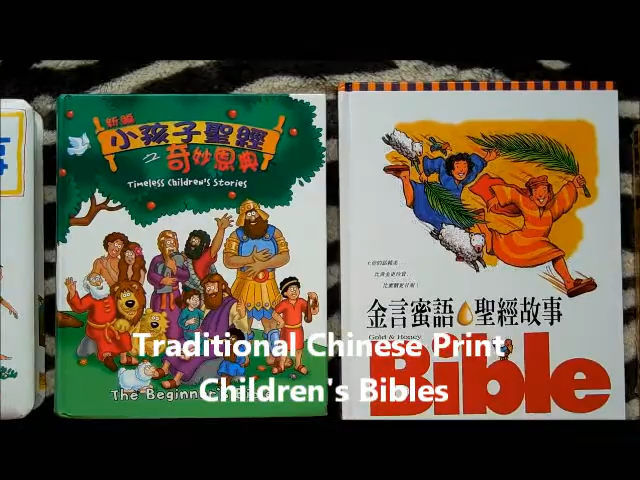 新編
小孩子聖經
之
奇妙恩典
Timeless Children's Stories
The Beginner's Bible
金言蜜語 聖經故事
Gold & Honey
Bible
Traditional Chinese Print
Children's Bibles